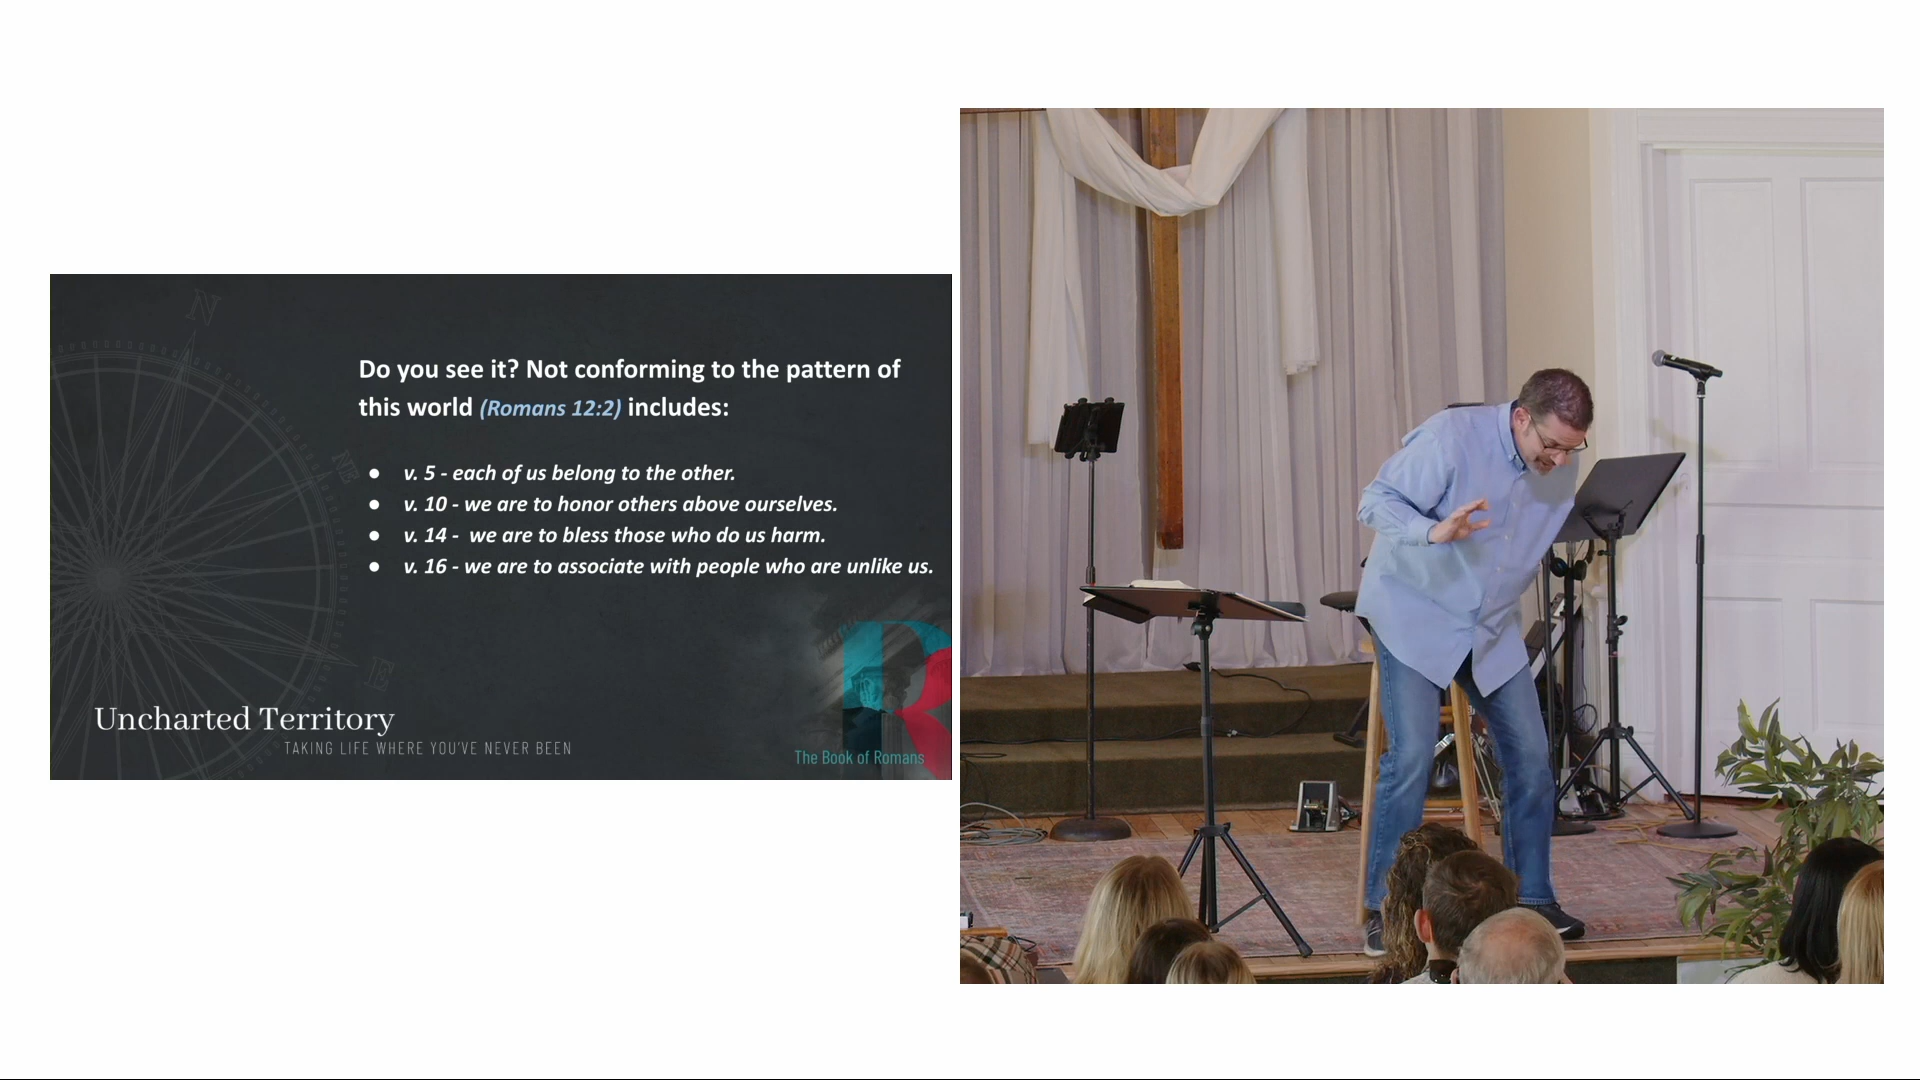 Do you see it? Not conforming to the pattern of
this world (Romans 12:2) includes:
● v. 5 - each of us belong to the other.
● v. 10 - we are to honor others above ourselves.
● v. 14 - we are to bless those who do us harm.
● v. 16 - we are to associate with people who are unlike us.
N
NE
E
Uncharted Territory
TAKING LIFE WHERE YOU'VE NEVER BEEN
R
The Book of Romans